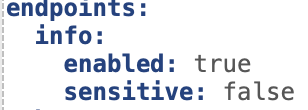 endpoints:
  info:
    enabled: true
    sensitive: false